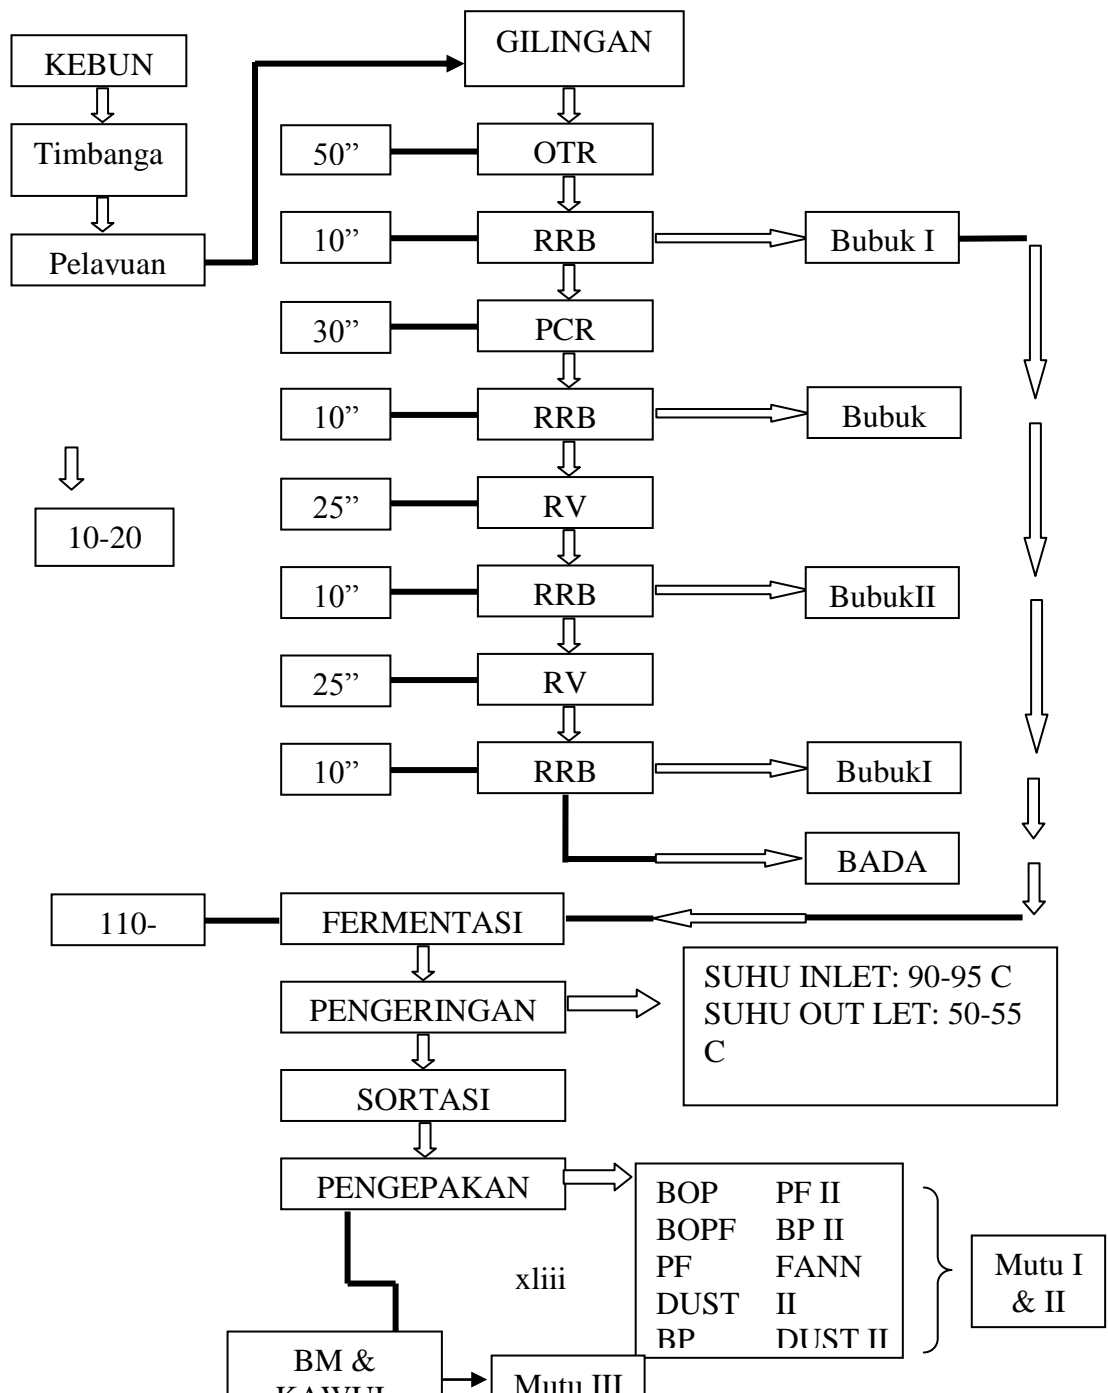 KEBUN
Timbanga
Pelayuan
10-20
GILINGAN
50” OTR
10” RRB Bubuk I
30” PCR
10” RRB Bubuk
25” RV
10” RRB BubukII
25” RV
10” RRB BubukI
BADA
110- FERMENTASI
PENGERINGAN
SUHU INLET: 90-95 C
SUHU OUT LET: 50-55
C
SORTASI
PENGEPAKAN
BOP PF II
BOPF BP II
PF FANN
DUST II
BP DUST II
Mutu I
& II
xliii
BM &
KAWUL
Mutu III